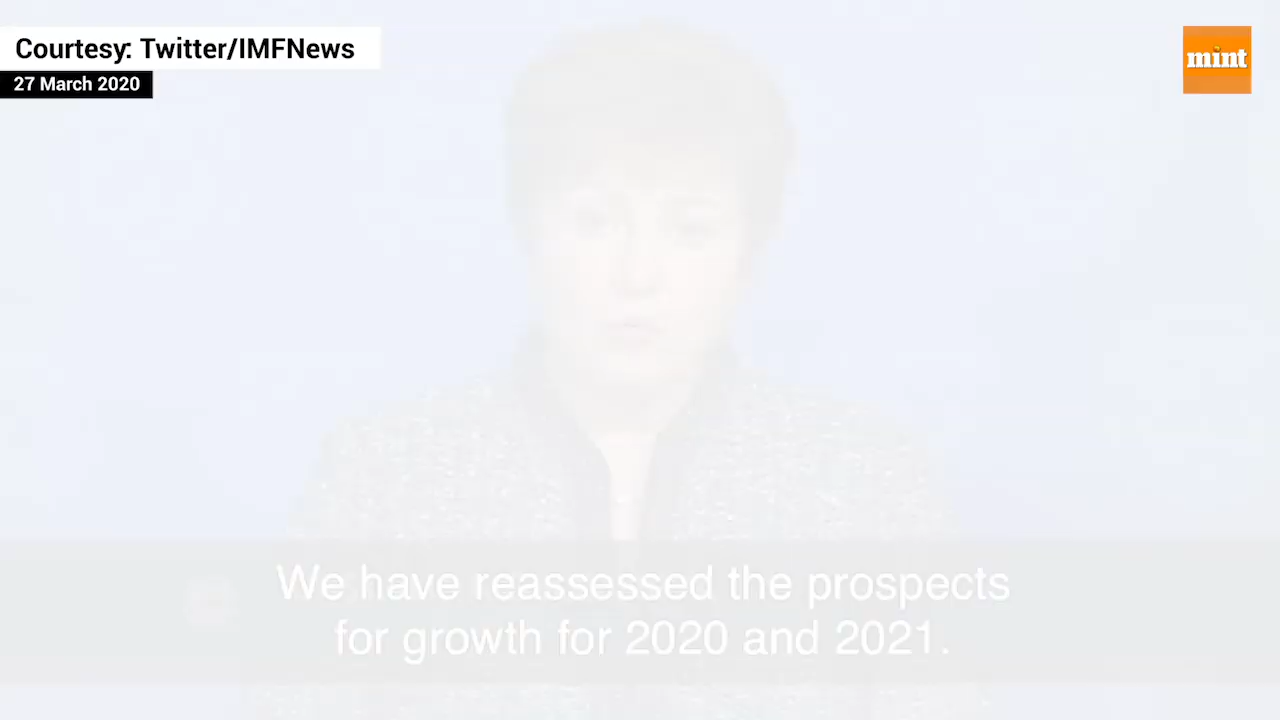 Courtesy: Twitter/IMFNews
27 March 2020
mint
We have reassessed the prospects
for growth for 2020 and 2021.